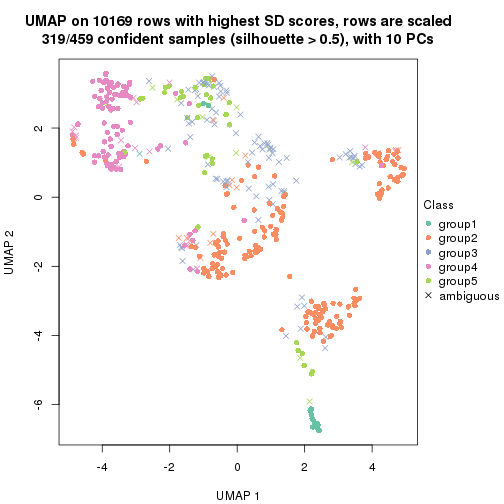 UMAP on 10169 rows with highest SD scores, rows are scaled
319/459 confident samples (silhouette > 0.5), with 10 PCs
Class
group1
group2
group3
group4
group5
ambiguous
UMAP 2
2
0
-2
-4
-6
-4
-2
0
2
4
UMAP 1